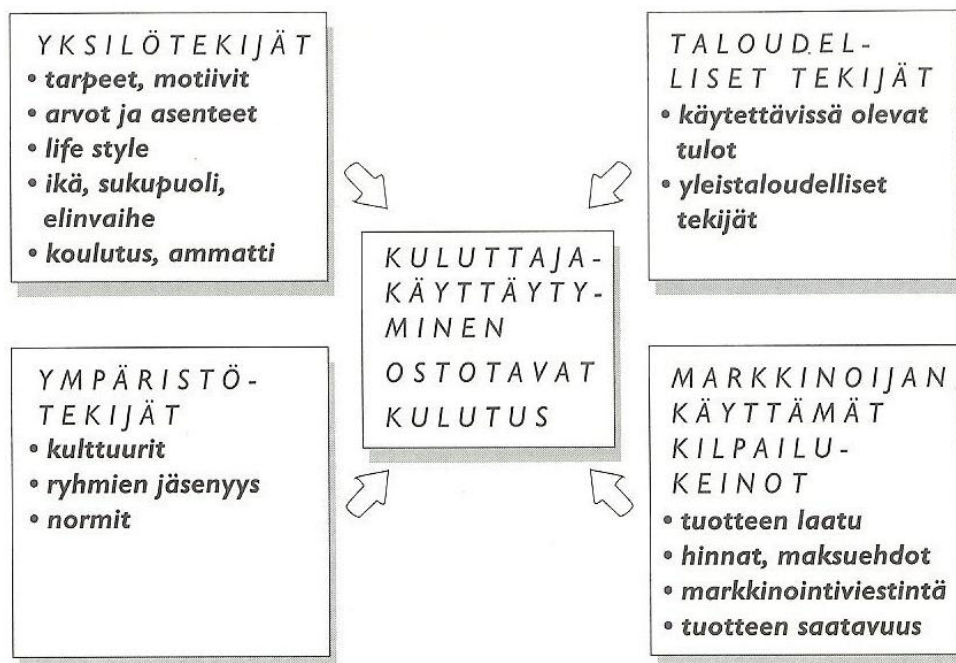 YKSILÖTEKIJÄT
• tarpeet, motiivit
• arvot ja asenteet
• life style
• ikä, sukupuoli,
elinvaihe
• koulutus, ammatti
TALOUDEL-
LISET TEKIJÄT
• käytettävissä olevat
tulot
• yleistaloudelliset
tekijät
KULUTTAJA-
KÄYTTÄYTY-
MINEN
OSTOTAVAT
KULUTUS
YMPÄRISTÖ-
TEKIJÄT
• kulttuurit
• ryhmien jäsenyys
• normit
MARKKINOIJAN
KÄYTTÄMÄT
KILPAILU-
KEINOT
• tuotteen laatu
• hinnat, maksuehdot
• markkinointiviestintä
• tuotteen saatavuus